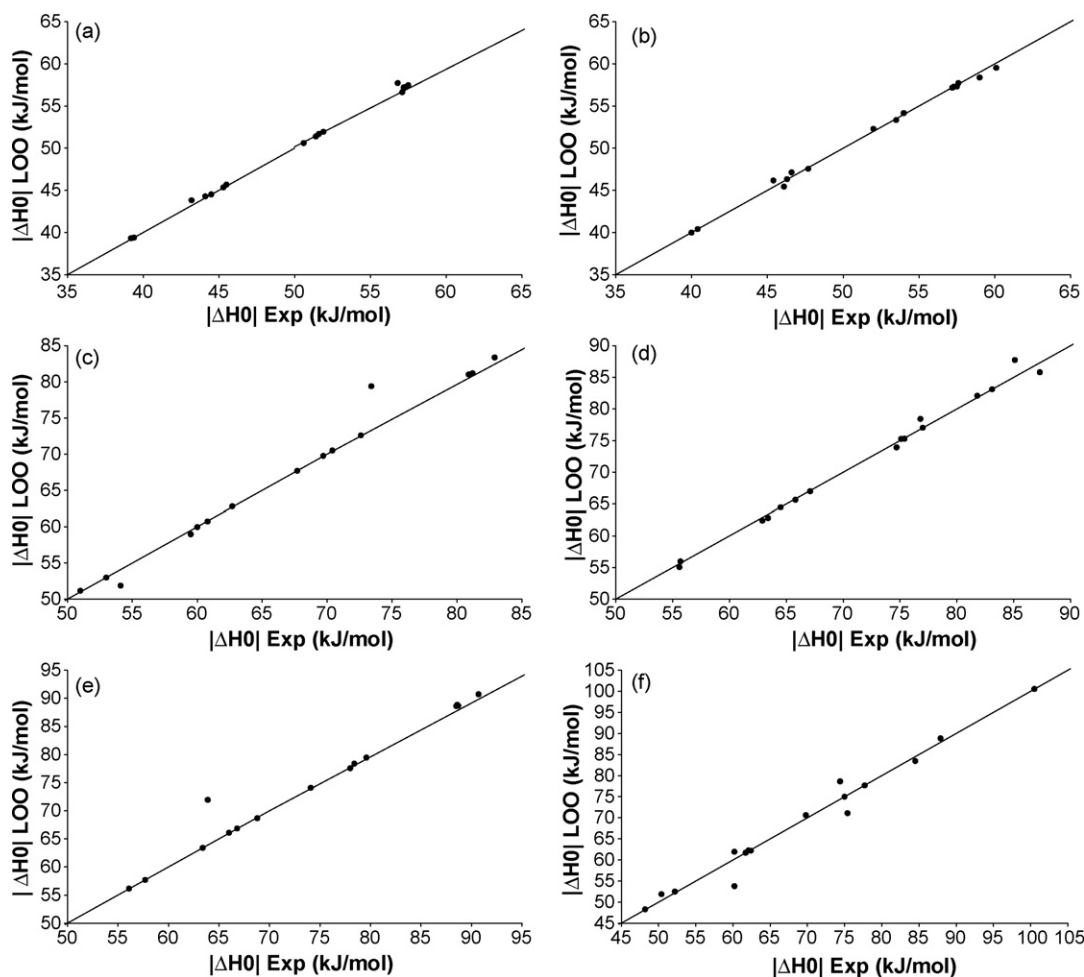 (a)
|ΔH0| LOO (kJ/mol)
65
60
55
50
45
40
35
35 40 45 50 55 60 65
|ΔH0| Exp (kJ/mol)
(b)
|ΔH0| LOO (kJ/mol)
65
60
55
50
45
40
35
35 40 45 50 55 60 65
|ΔH0| Exp (kJ/mol)
(c)
|ΔH0| LOO (kJ/mol)
85
80
75
70
65
60
55
50
50 55 60 65 70 75 80 85
|ΔH0| Exp (kJ/mol)
(d)
|ΔH0| LOO (kJ/mol)
90
85
80
75
70
65
60
55
50
50 55 60 65 70 75 80 85 90
|ΔH0| Exp (kJ/mol)
(e)
|ΔH0| LOO (kJ/mol)
95
90
85
80
75
70
65
60
55
50
50 55 60 65 70 75 80 85 90 95
|ΔH0| Exp (kJ/mol)
(f)
|ΔH0| LOO (kJ/mol)
105
100
95
90
85
80
75
70
65
60
55
50
45
45 50 55 60 65 70 75 80 85 90 95 100 105
|ΔH0| Exp (kJ/mol)